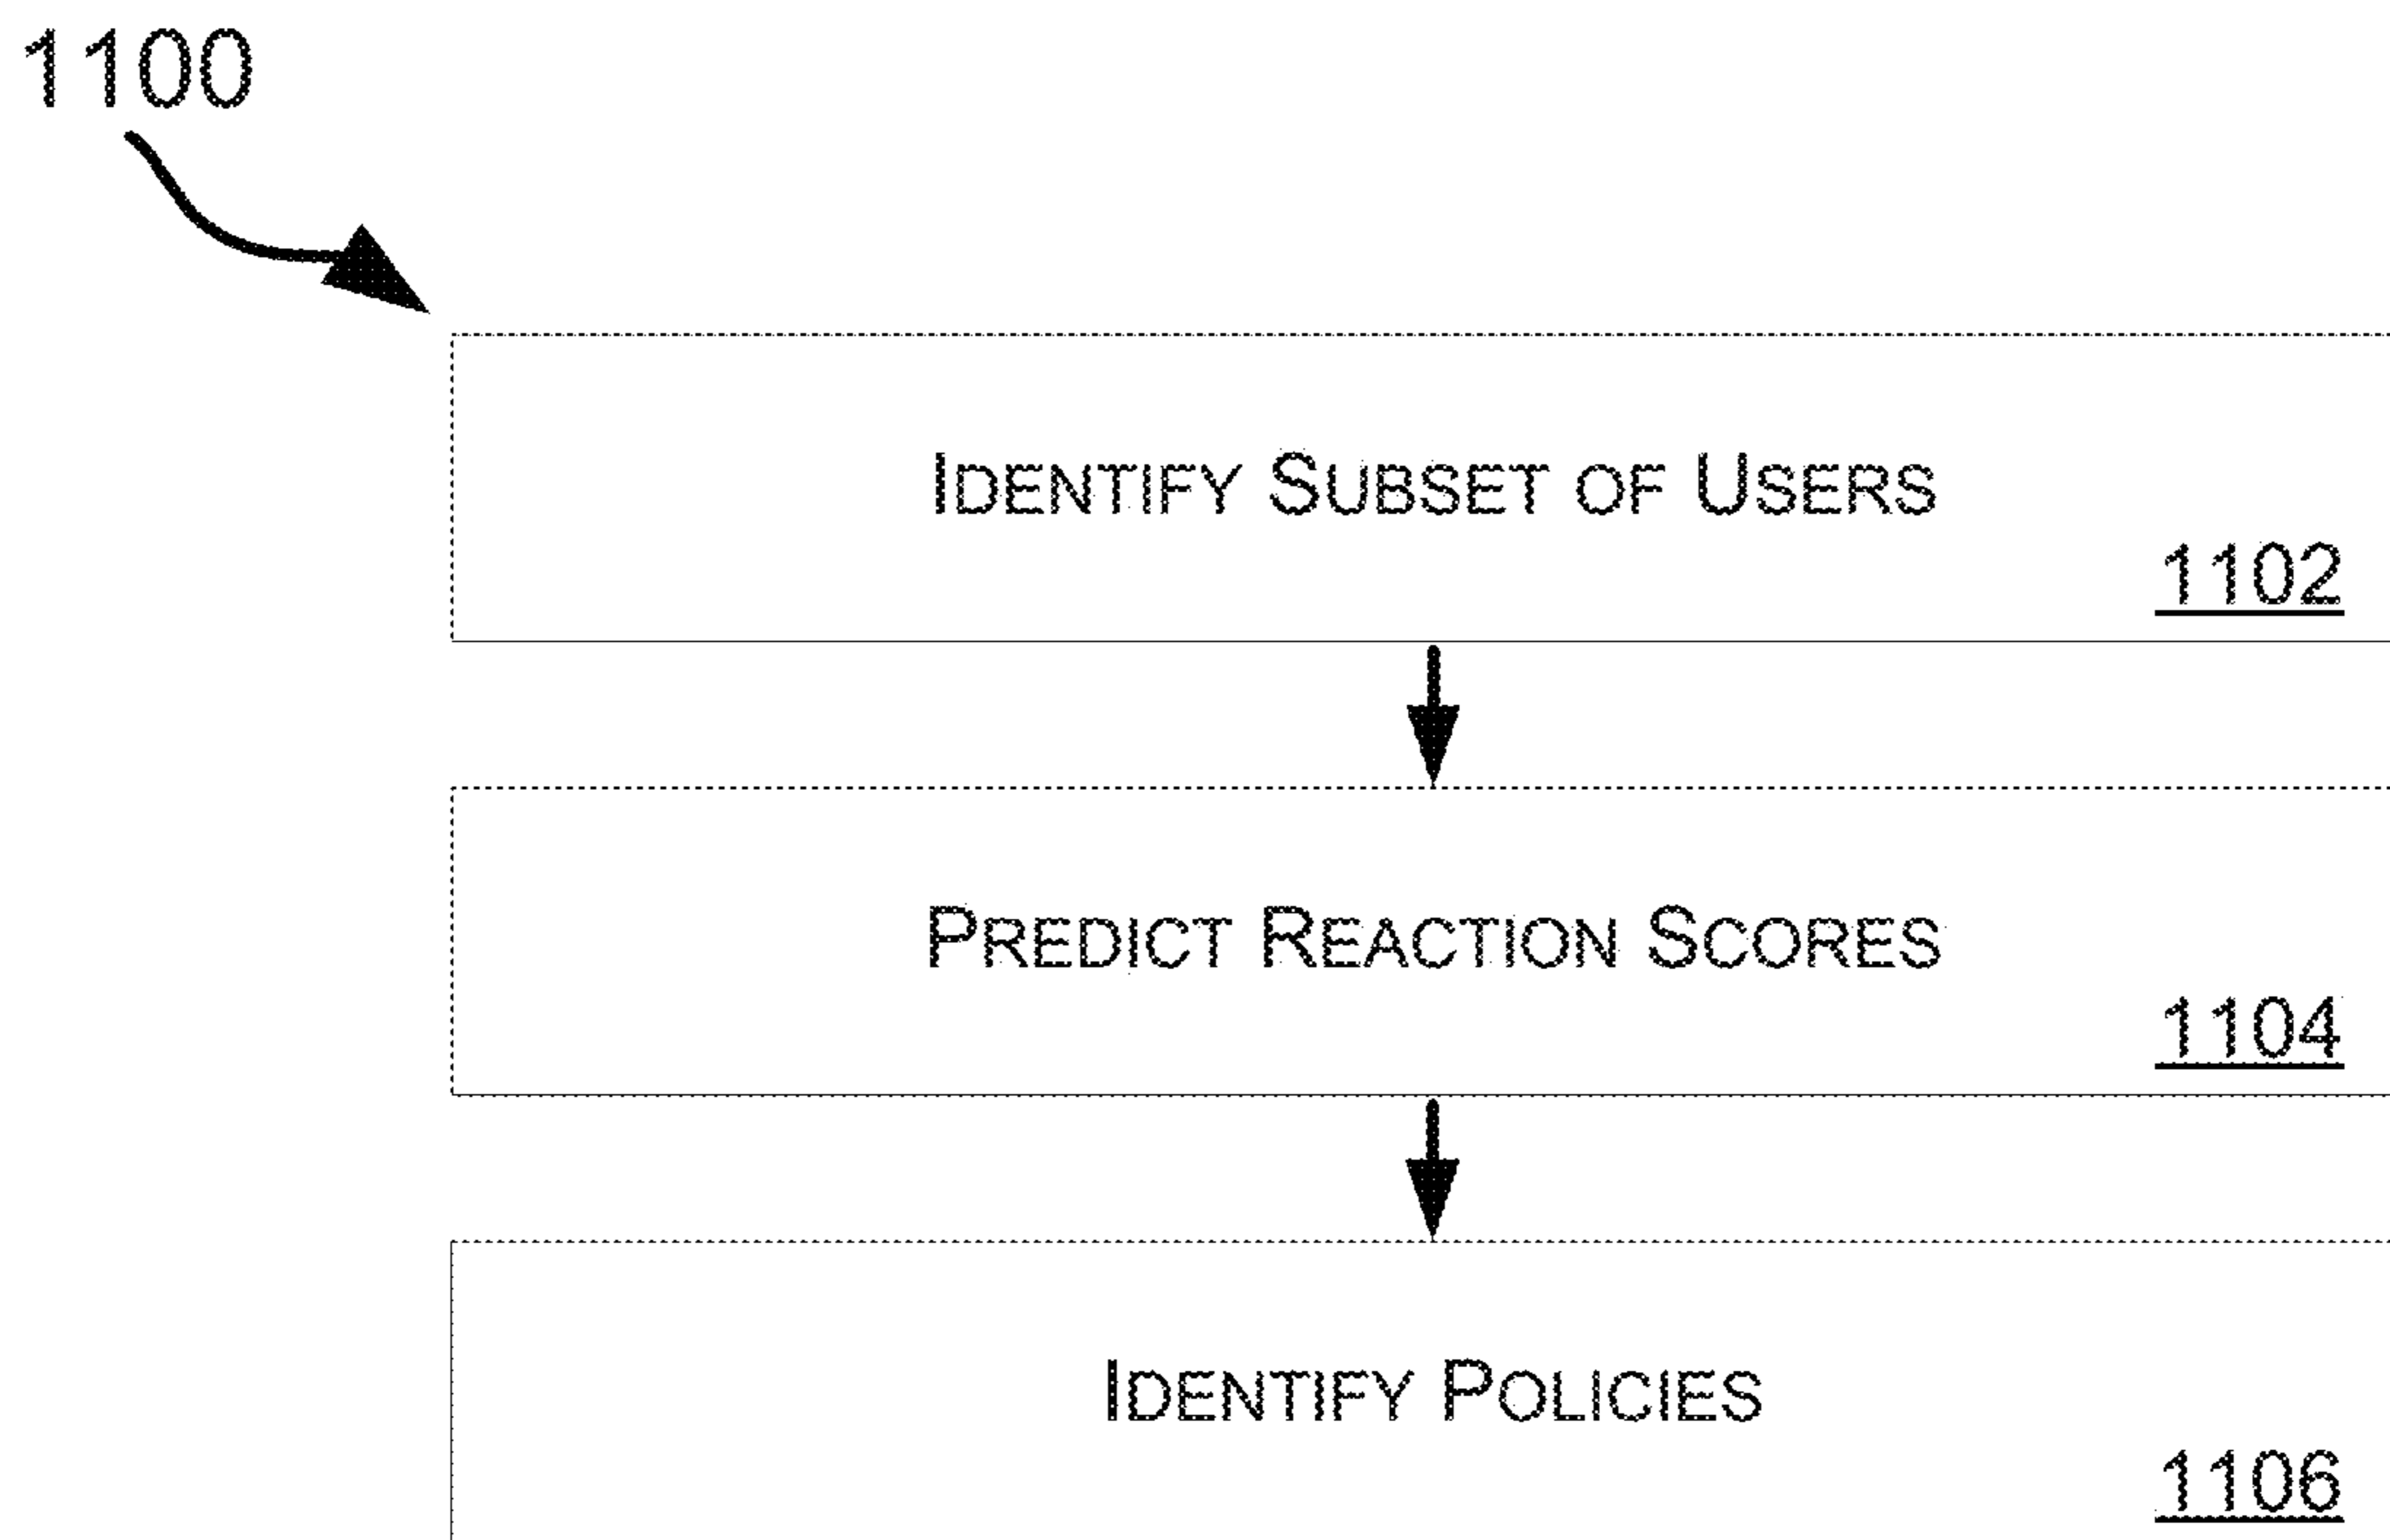 1100
IDENTIFY SUBSET OF USERS
1102
PREDICT REACTION SCORES
1104
IDENTIFY POLICIES
1106